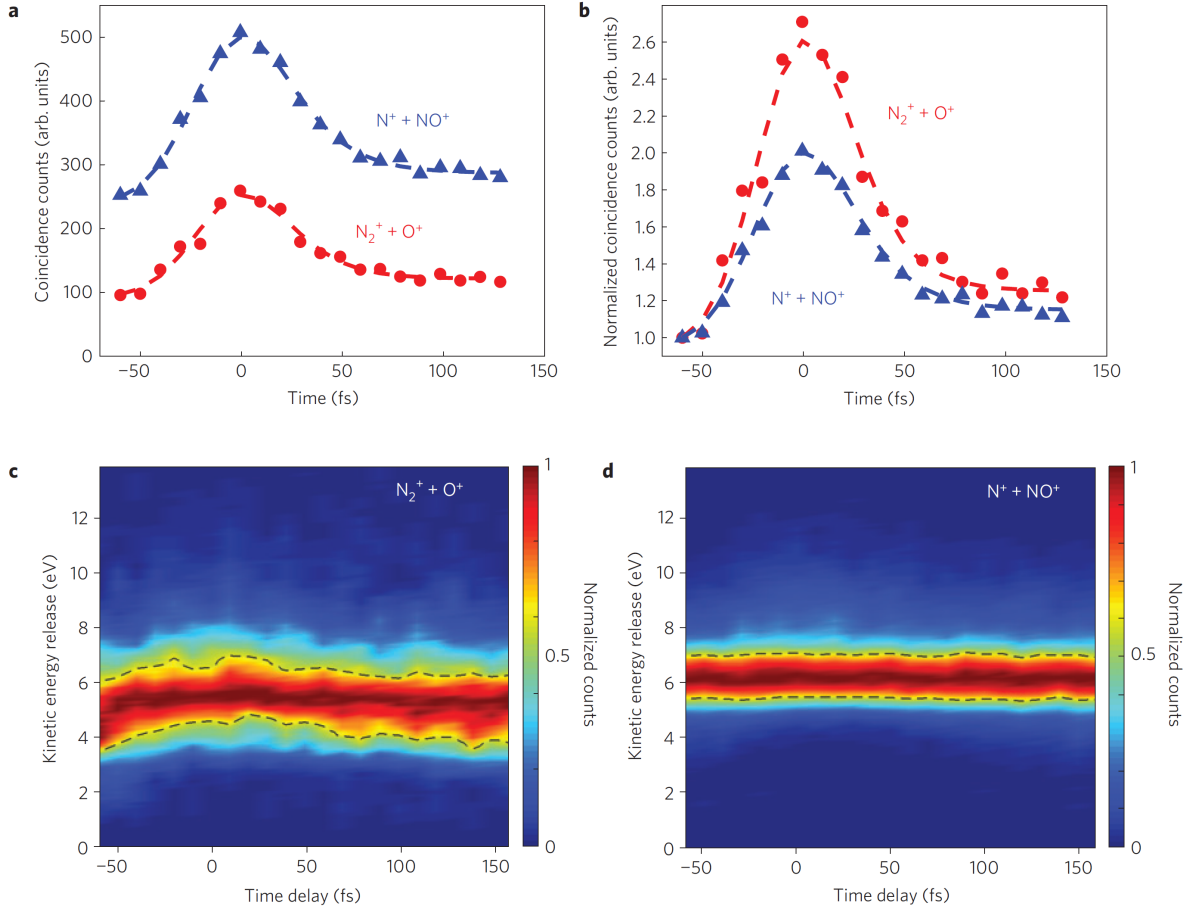 a
Coincidence counts (arb. units)
500
400
300
200
100
0
N⁺ + NO⁺
N₂⁺ + O⁺
−50
0
50
100
150
Time (fs)
b
Normalized coincidence counts (arb. units)
2.6
2.4
2.2
2.0
1.8
1.6
1.4
1.2
1.0
N₂⁺ + O⁺
N⁺ + NO⁺
−50
0
50
100
150
Time (fs)
c
Kinetic energy release (eV)
12
10
8
6
4
2
0
N₂⁺ + O⁺
−50
0
50
100
150
Time delay (fs)
1
0.5
0
Normalized counts
d
Kinetic energy release (eV)
12
10
8
6
4
2
0
N⁺ + NO⁺
−50
0
50
100
150
Time delay (fs)
1
0.5
0
Normalized counts